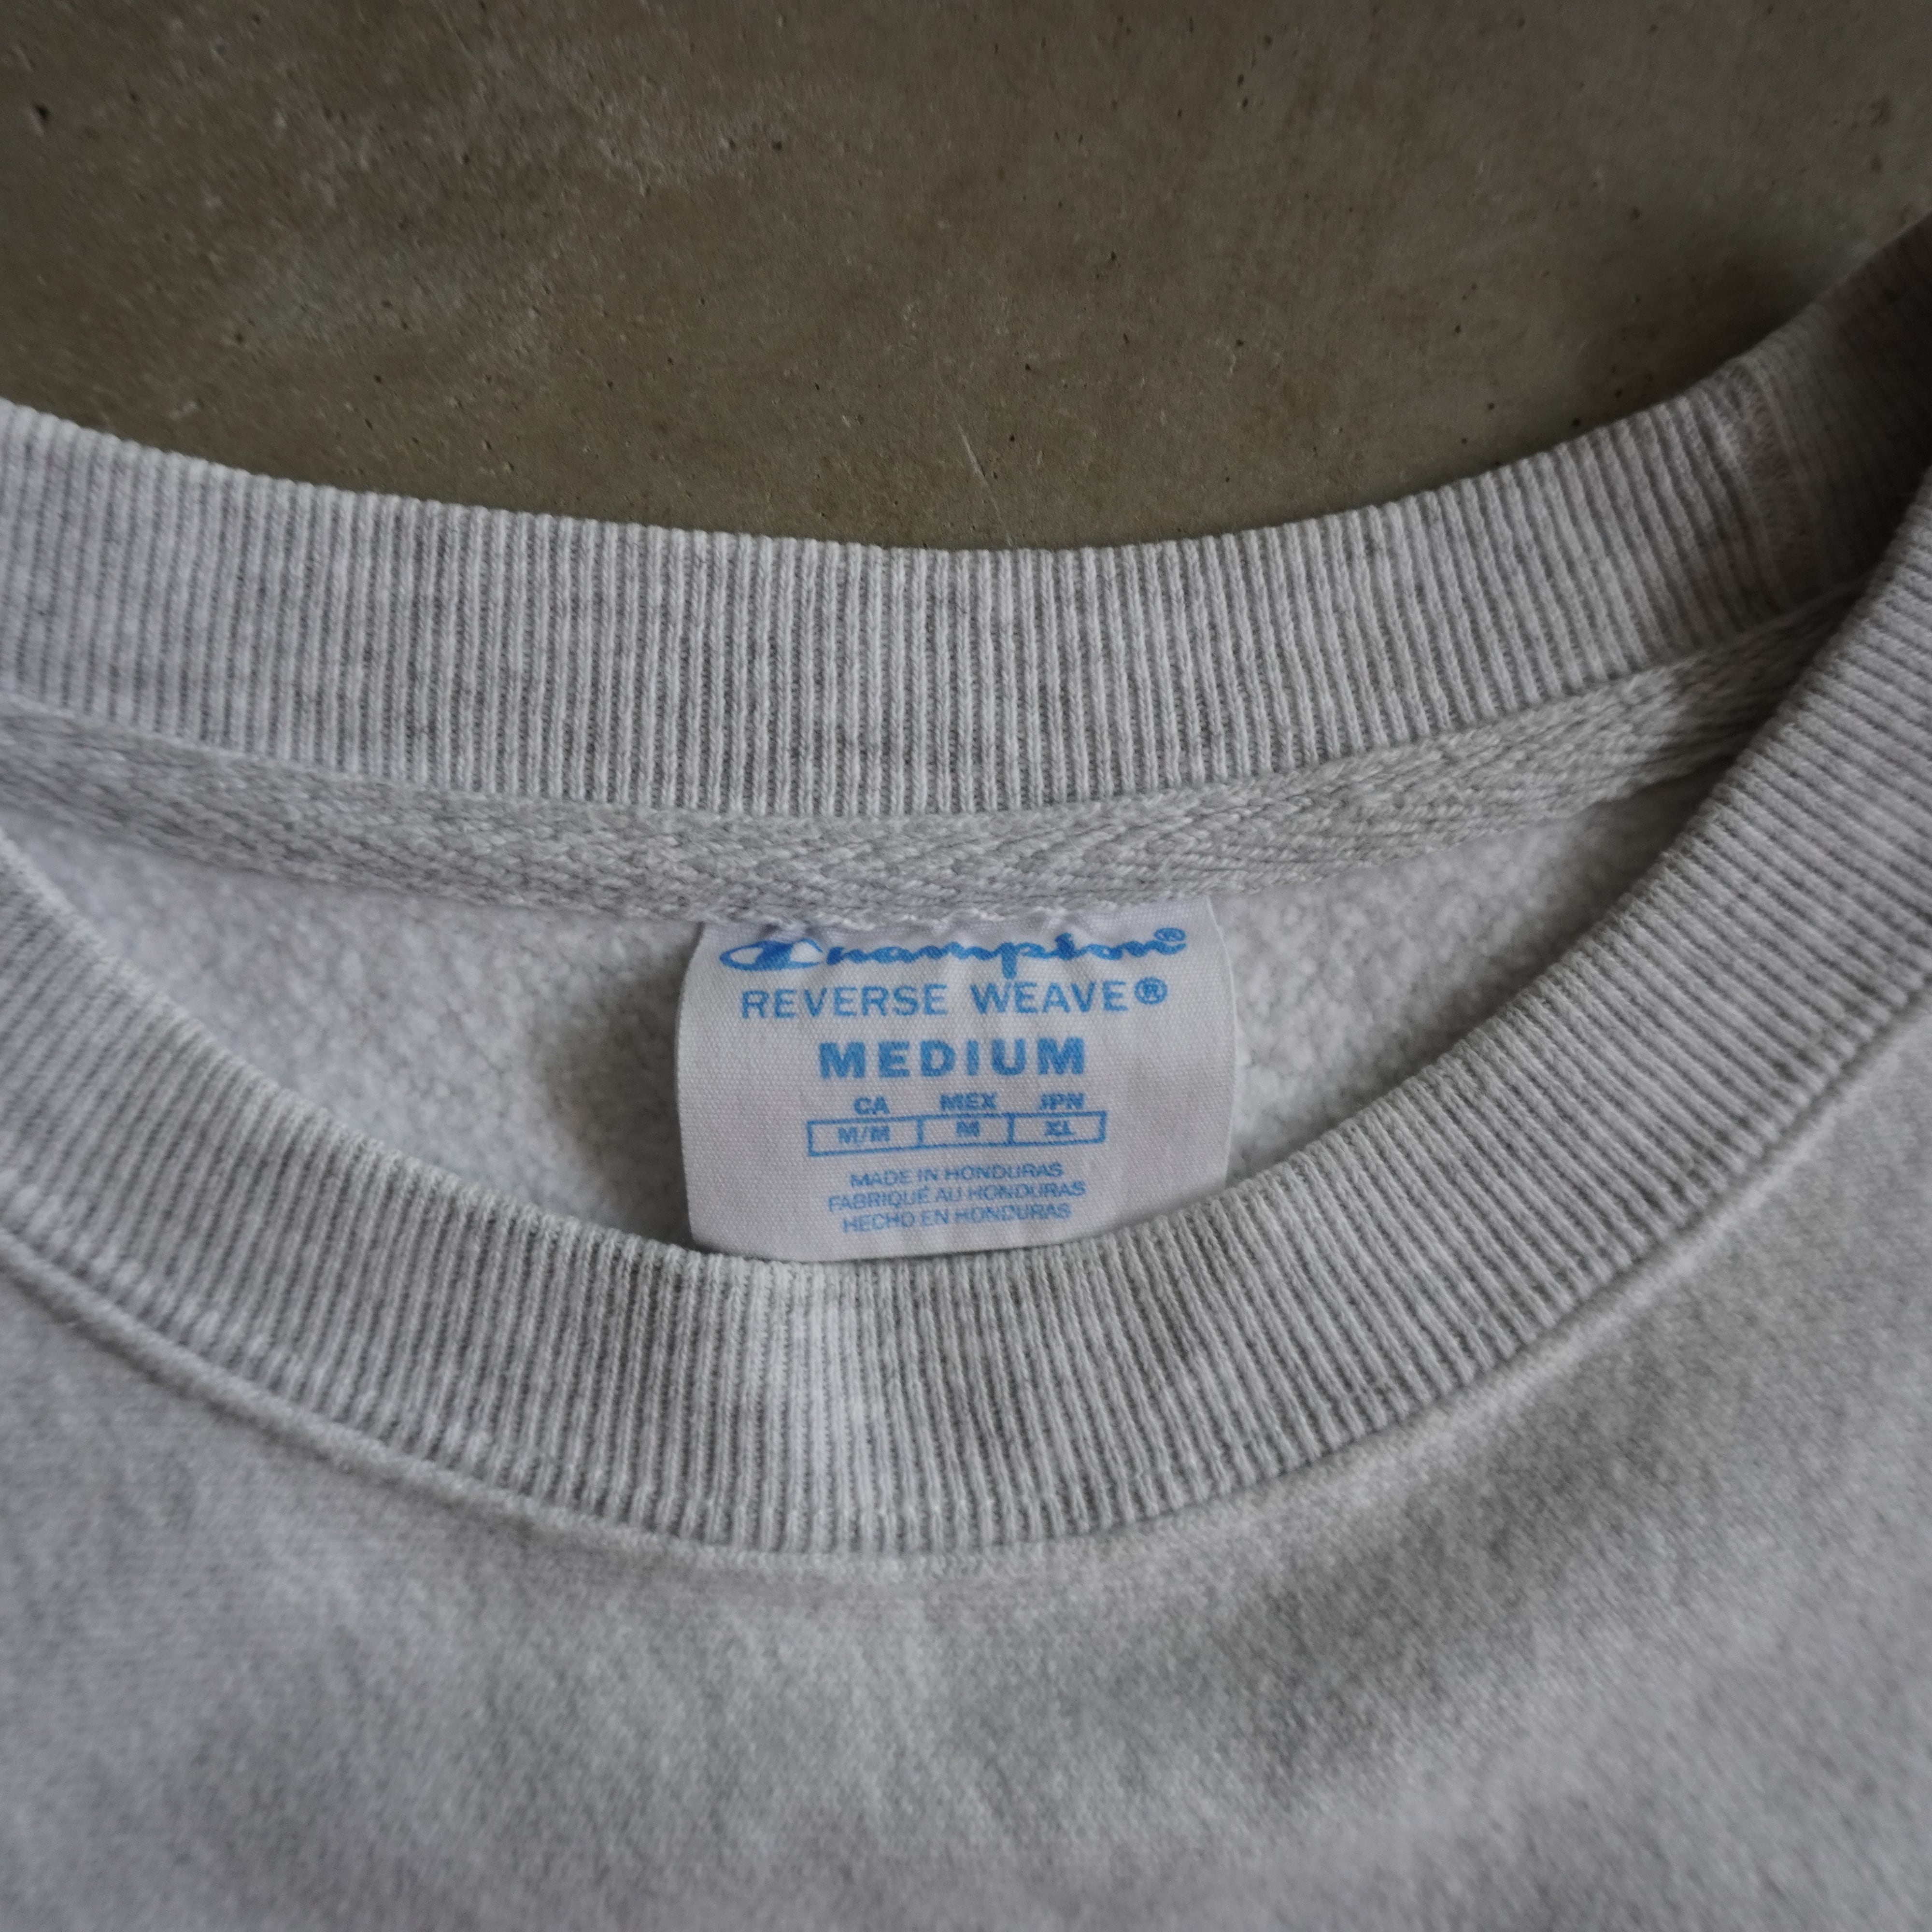 Champion®
REVERSE WEAVE®
MEDIUM
CA MEX JPN
M/M M XL
MADE IN HONDURAS
FABRIQUÉ AU HONDURAS
HECHO EN HONDURAS